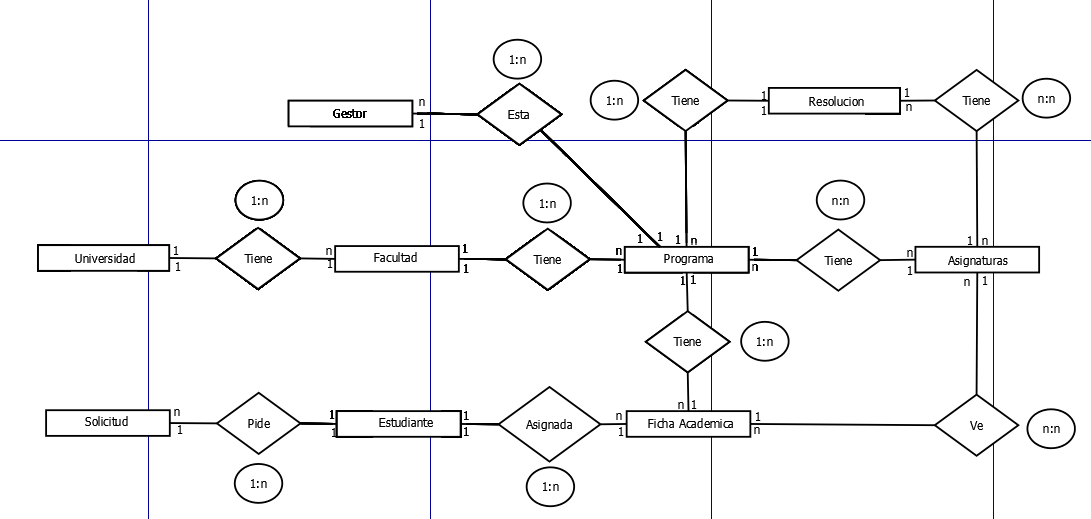 1:n
1:n
Tiene
1
1
Resolucion
1
n
Tiene
n:n
Gestor
n
1
Esta
1:n
1:n
n:n
1
1
1
n
1
n
Universidad
1
1
Tiene
n
1
Facultad
1
1
Tiene
n
1
Programa
1
n
Tiene
n
1
Asignaturas
1
1
n
1
Tiene
1:n
n
1
Solicitud
n
1
Pide
1
1
Estudiante
1
1
Asignada
n
1
Ficha Academica
1
n
Ve
n:n
1:n
1:n